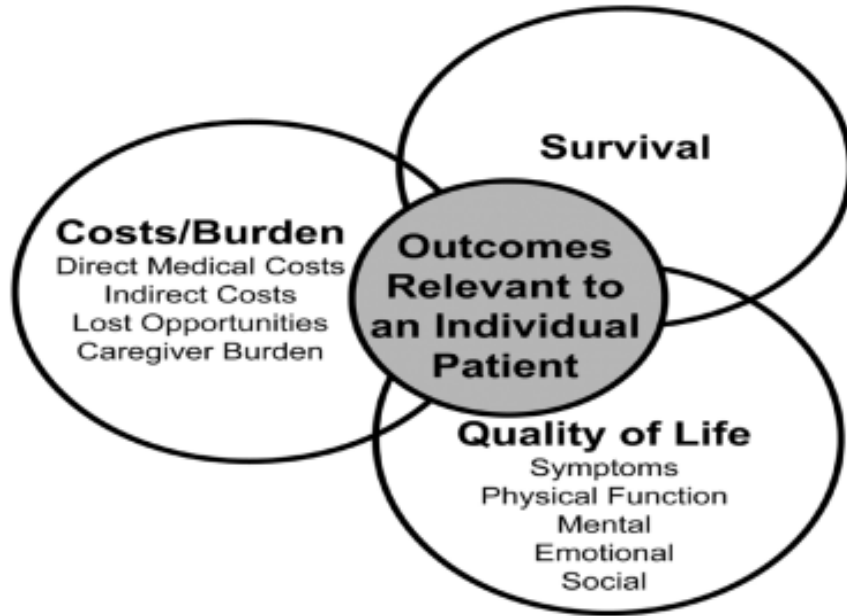 Survival
Costs/Burden
Direct Medical Costs
Indirect Costs
Lost Opportunities
Caregiver Burden
Outcomes
Relevant to
an Individual
Patient
Quality of Life
Symptoms
Physical Function
Mental
Emotional
Social